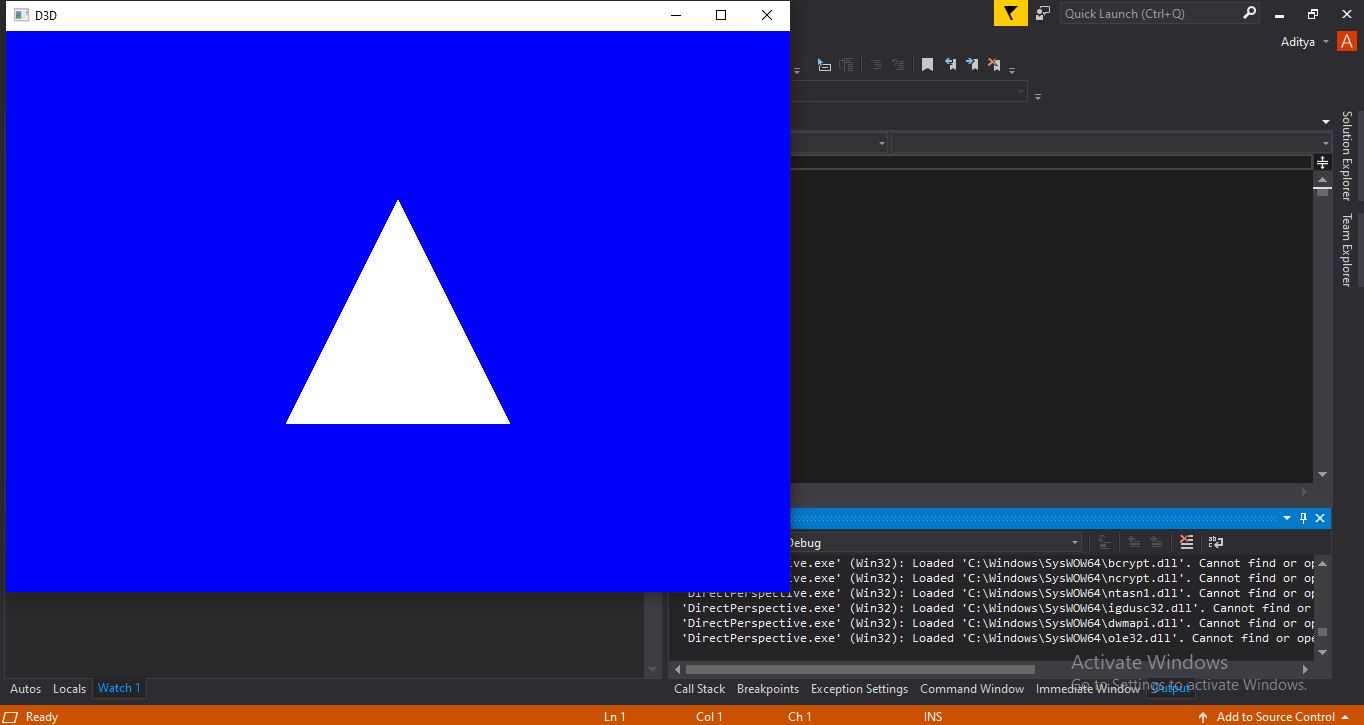 D3D
Quick Launch (Ctrl+Q)
Aditya
A
Solution Explorer
Team Explorer
Debug
ive.exe' (Win32): Loaded 'C:\Windows\SysWOW64\bcrypt.dll'. Cannot find or op
ive.exe' (Win32): Loaded 'C:\Windows\SysWOW64\ncrypt.dll'. Cannot find or op
'DirectPerspective.exe' (Win32): Loaded 'C:\Windows\SysWOW64\ntasn1.dll'. Cannot find or op
'DirectPerspective.exe' (Win32): Loaded 'C:\Windows\SysWOW64\igdusc32.dll'. Cannot find or
'DirectPerspective.exe' (Win32): Loaded 'C:\Windows\SysWOW64\dwmapi.dll'. Cannot find or op
'DirectPerspective.exe' (Win32): Loaded 'C:\Windows\SysWOW64\ole32.dll'. Cannot find or ope
Activate Windows
Go to Settings to activate Windows.
Autos Locals Watch 1
Call Stack Breakpoints Exception Settings Command Window Immediate Window Output
Ready Ln 1 Col 1 Ch 1 INS Add to Source Control